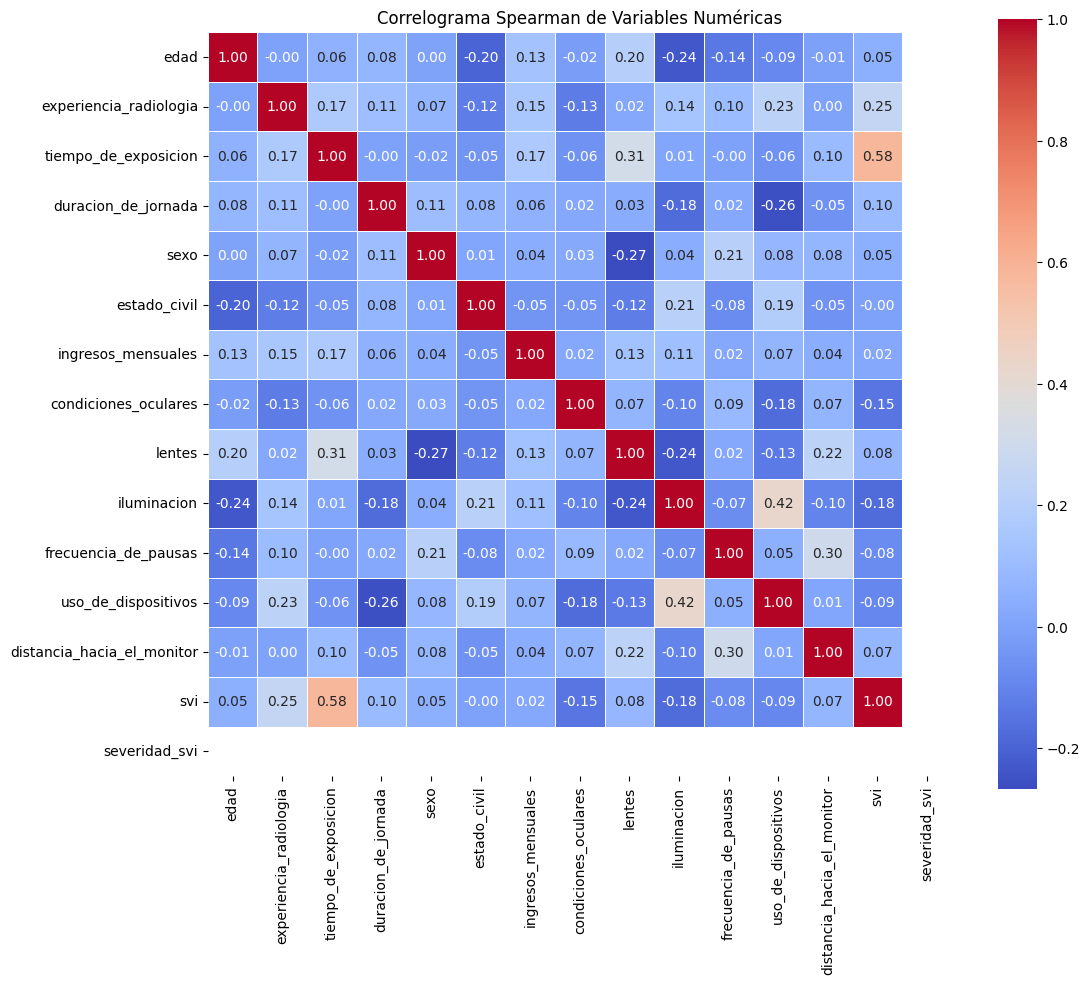 Correlograma Spearman de Variables Numéricas
edad 1.00 -0.00 0.06 0.08 0.00 -0.20 0.13 -0.02 0.20 -0.24 -0.14 -0.09 -0.01 0.05
experiencia_radiologia -0.00 1.00 0.17 0.11 0.07 -0.12 0.15 -0.13 0.02 0.14 0.10 0.23 0.00 0.25
tiempo_de_exposicion 0.06 0.17 1.00 -0.00 -0.02 -0.05 0.17 -0.06 0.31 0.01 -0.00 -0.06 0.10 0.58
duracion_de_jornada 0.08 0.11 -0.00 1.00 0.11 0.08 0.06 0.02 0.03 -0.18 0.02 -0.26 -0.05 0.10
sexo 0.00 0.07 -0.02 0.11 1.00 0.01 0.04 0.03 -0.27 0.04 0.21 0.08 0.08 0.05
estado_civil -0.20 -0.12 -0.05 0.08 0.01 1.00 -0.05 -0.05 -0.12 0.21 -0.08 0.19 -0.05 -0.00
ingresos_mensuales 0.13 0.15 0.17 0.06 0.04 -0.05 1.00 0.02 0.13 0.11 0.02 0.07 0.04 0.02
condiciones_oculares -0.02 -0.13 -0.06 0.02 0.03 -0.05 0.02 1.00 0.07 -0.10 0.09 -0.18 0.07 -0.15
lentes 0.20 0.02 0.31 0.03 -0.27 -0.12 0.13 0.07 1.00 -0.24 0.02 -0.13 0.22 0.08
iluminacion -0.24 0.14 0.01 -0.18 0.04 0.21 0.11 -0.10 -0.24 1.00 -0.07 0.42 -0.10 -0.18
frecuencia_de_pausas -0.14 0.10 -0.00 0.02 0.21 -0.08 0.02 0.09 0.02 -0.07 1.00 0.05 0.30 -0.08
uso_de_dispositivos -0.09 0.23 -0.06 -0.26 0.08 0.19 0.07 -0.18 -0.13 0.42 0.05 1.00 0.01 -0.09
distancia_hacia_el_monitor -0.01 0.00 0.10 -0.05 0.08 -0.05 0.04 0.07 0.22 -0.10 0.30 0.01 1.00 0.07
svi 0.05 0.25 0.58 0.10 0.05 -0.00 0.02 -0.15 0.08 -0.18 -0.08 -0.09 0.07 1.00
severidad_svi
edad
experiencia_radiologia
tiempo_de_exposicion
duracion_de_jornada
sexo
estado_civil
ingresos_mensuales
condiciones_oculares
lentes
iluminacion
frecuencia_de_pausas
uso_de_dispositivos
distancia_hacia_el_monitor
svi
severidad_svi
1.0
0.8
0.6
0.4
0.2
0.0
−0.2